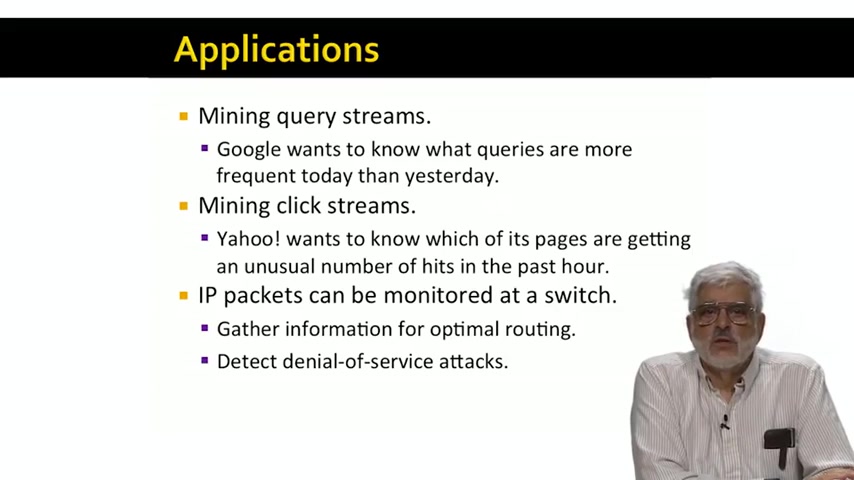 Applications
Mining query streams.
Google wants to know what queries are more
frequent today than yesterday.
Mining click streams.
Yahoo! wants to know which of its pages are getting
an unusual number of hits in the past hour.
IP packets can be monitored at a switch.
Gather information for optimal routing.
Detect denial-of-service attacks.